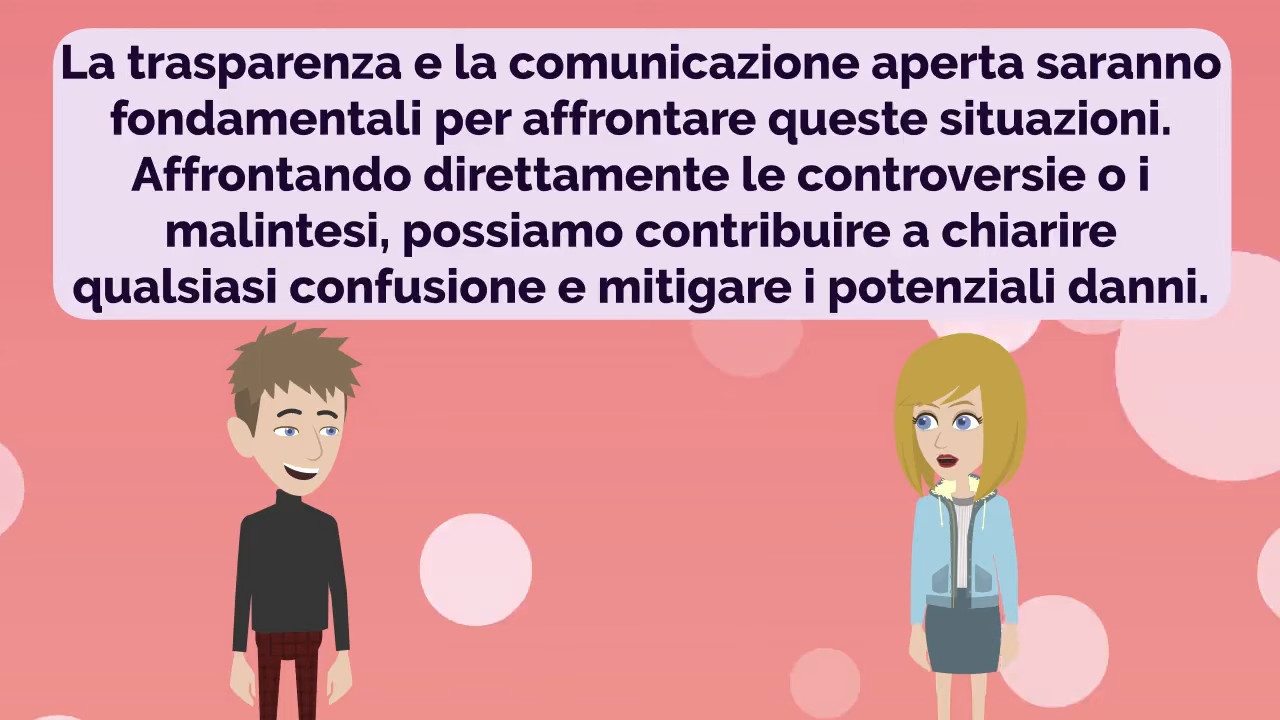 La trasparenza e la comunicazione aperta saranno
fondamentali per affrontare queste situazioni.
Affrontando direttamente le controversie o i
malintesi, possiamo contribuire a chiarire
qualsiasi confusione e mitigare i potenziali danni.